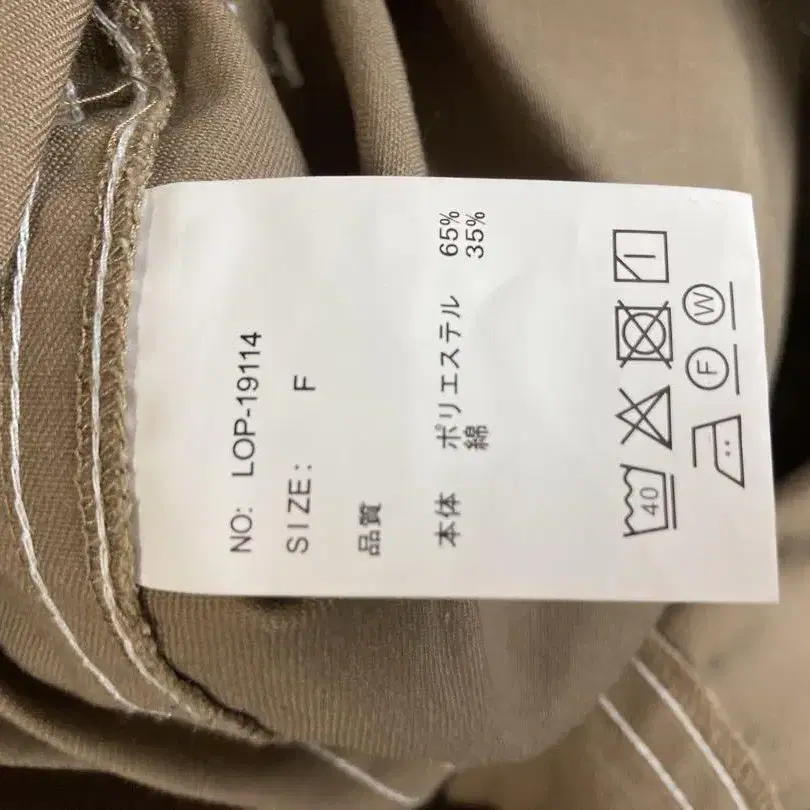 NO: LOP-19114
SIZE: F
品質
本体 ポリエステル 65%
綿 35%
40
W
F